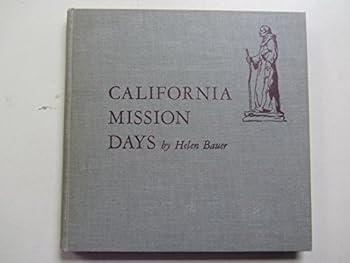 CALIFORNIA
MISSION
DAYS by Helen Bauer